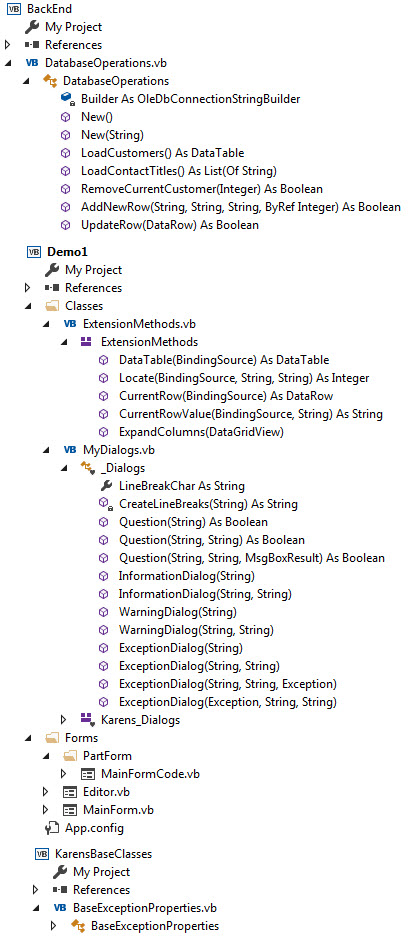 BackEnd
My Project
References
DatabaseOperations.vb
DatabaseOperations
Builder As OleDbConnectionStringBuilder
New()
New(String)
LoadCustomers() As DataTable
LoadContactTitles() As List(Of String)
RemoveCurrentCustomer(Integer) As Boolean
AddNewRow(String, String, String, ByRef Integer) As Boolean
UpdateRow(DataRow) As Boolean
Demo1
My Project
References
Classes
ExtensionMethods.vb
ExtensionMethods
DataTable(BindingSource) As DataTable
Locate(BindingSource, String, String) As Integer
CurrentRow(BindingSource) As DataRow
CurrentRowValue(BindingSource, String) As String
ExpandColumns(DataGridView)
MyDialogs.vb
_Dialogs
LineBreakChar As String
CreateLineBreaks(String) As String
Question(String) As Boolean
Question(String, String) As Boolean
Question(String, String, MsgBoxResult) As Boolean
InformationDialog(String)
InformationDialog(String, String)
WarningDialog(String)
WarningDialog(String, String)
ExceptionDialog(String)
ExceptionDialog(String, String)
ExceptionDialog(String, String, Exception)
ExceptionDialog(Exception, String, String)
Karens_Dialogs
Forms
PartForm
MainFormCode.vb
Editor.vb
MainForm.vb
App.config
KarensBaseClasses
My Project
References
BaseExceptionProperties.vb
BaseExceptionProperties